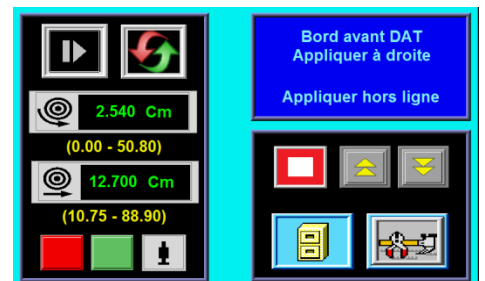 2.540 Cm
(0.00 - 50.80)
12.700 Cm
(10.75 - 88.90)
Bord avant DAT
Appliquer à droite
Appliquer hors ligne